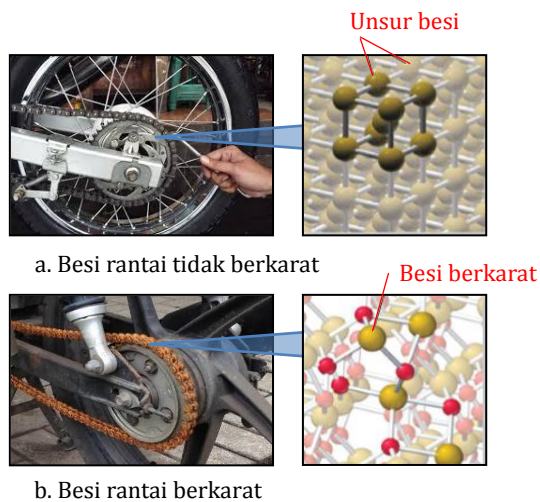 Unsur besi
a. Besi rantai tidak berkarat
Besi berkarat
b. Besi rantai berkarat